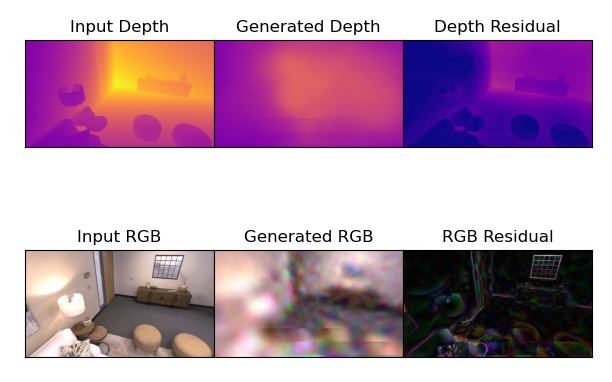 Input Depth
Generated Depth
Depth Residual
Input RGB
Generated RGB
RGB Residual